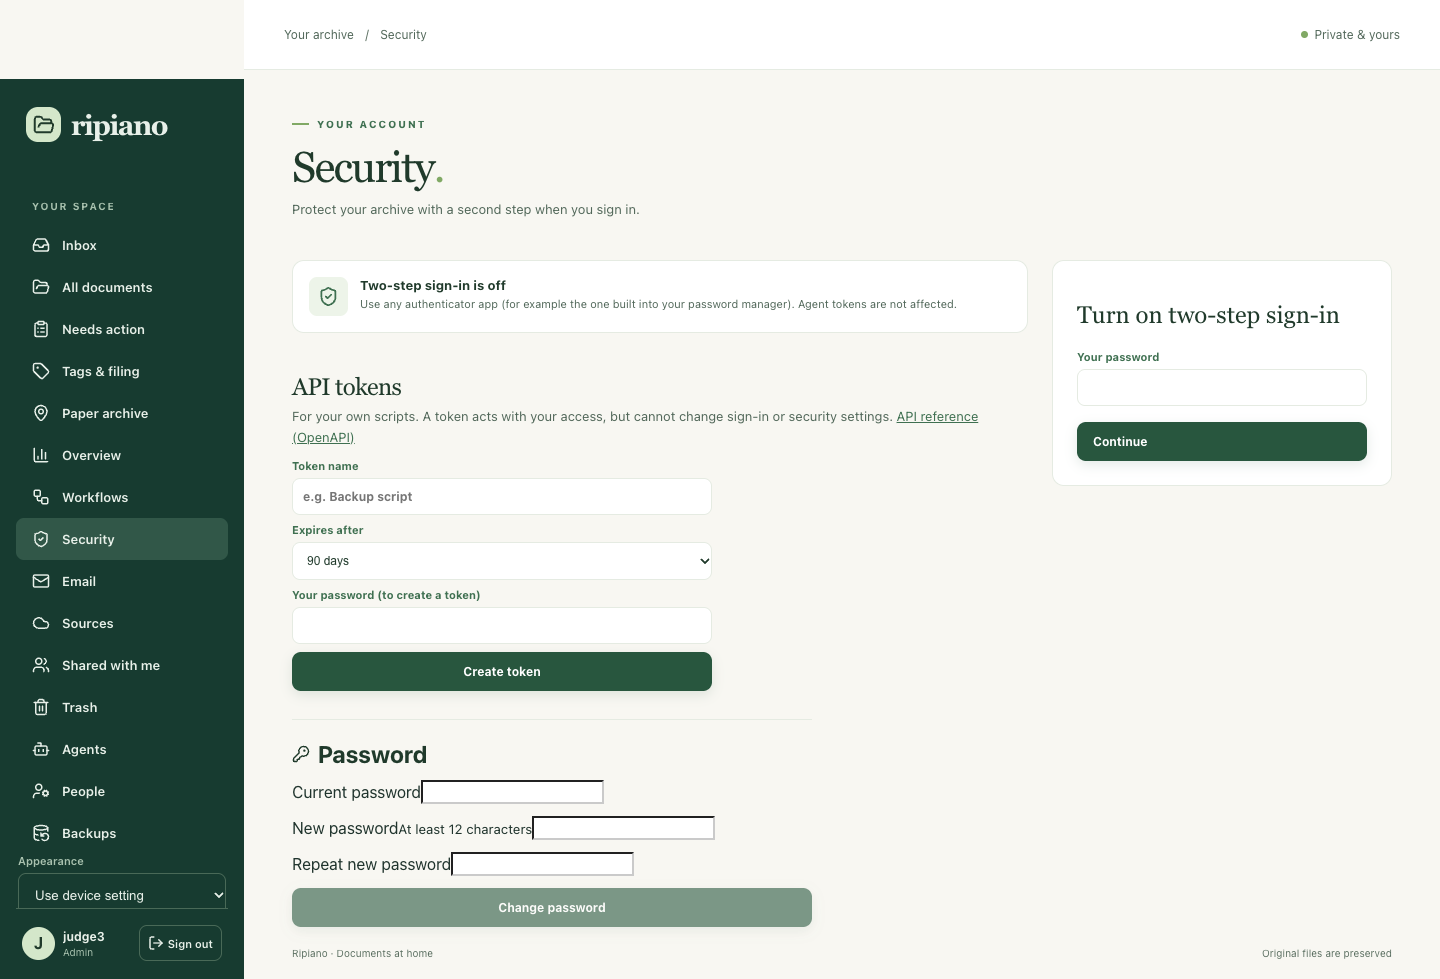 Your archive / Security
Private & yours
ripiano
YOUR SPACE
Inbox
All documents
Needs action
Tags & filing
Paper archive
Overview
Workflows
Security
Email
Sources
Shared with me
Trash
Agents
People
Backups
Appearance
Use device setting
J
judge3
Admin
Sign out
YOUR ACCOUNT
Security.
Protect your archive with a second step when you sign in.
Two-step sign-in is off
Use any authenticator app (for example the one built into your password manager). Agent tokens are not affected.
API tokens
For your own scripts. A token acts with your access, but cannot change sign-in or security settings. API reference
(OpenAPI)
Token name
e.g. Backup script
Expires after
90 days
Your password (to create a token)
Create token
Password
Current password
New password At least 12 characters
Repeat new password
Change password
Turn on two-step sign-in
Your password
Continue
Ripiano · Documents at home
Original files are preserved